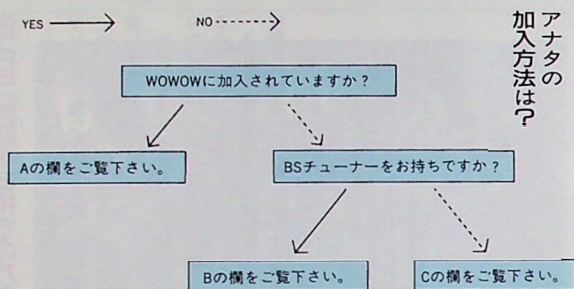 アナタの
加入方法は?
YES
NO
WOWOWに加入されていますか?
Aの欄をご覧下さい。
BSチューナーをお持ちですか?
Bの欄をご覧下さい。
Cの欄をご覧下さい。